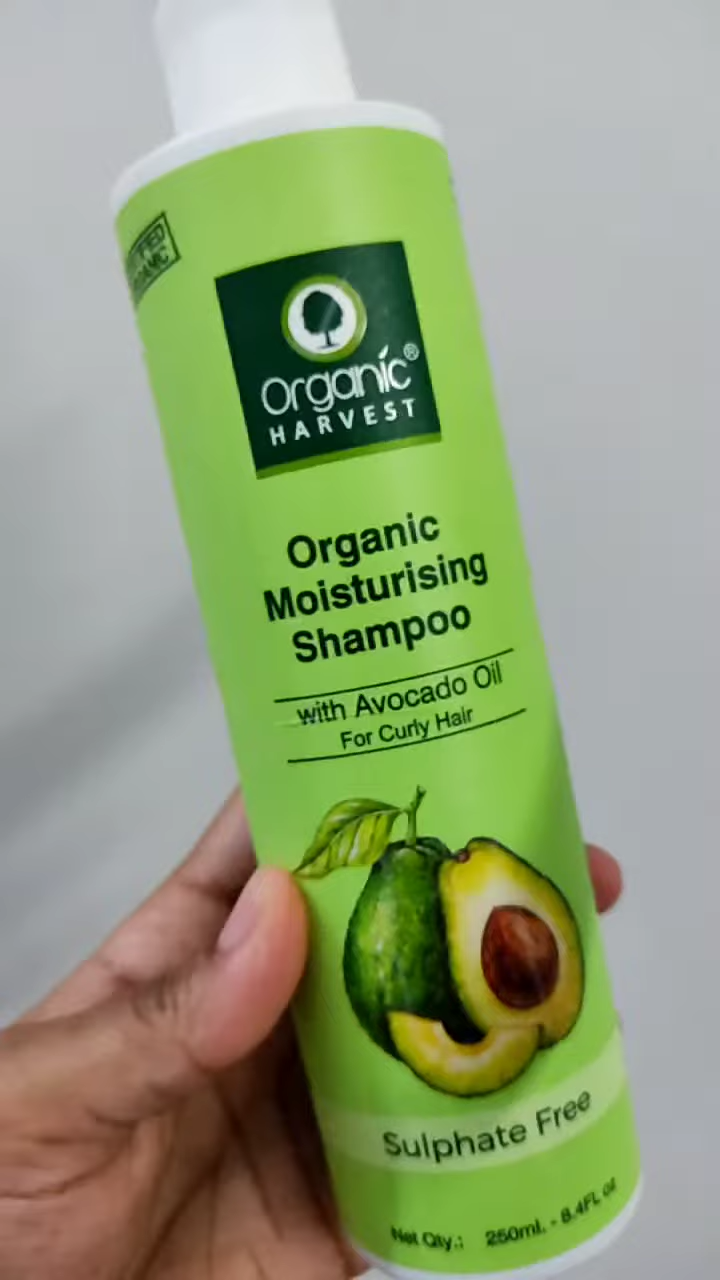 ORGANIC
Organic®
HARVEST
Organic
Moisturising
Shampoo
with Avocado Oil
For Curly Hair
Sulphate Free
Net Qty.: 250ml. - 8.4FL oz